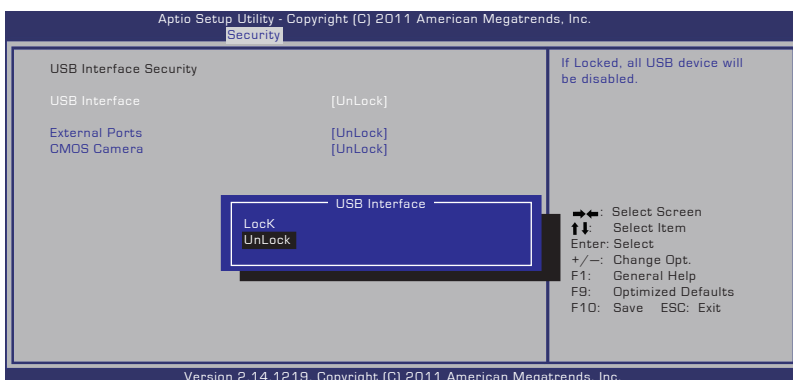 Aptio Setup Utility - Copyright (C) 2011 American Megatrends, Inc.
Security
USB Interface Security
USB Interface [UnLock]
External Ports [UnLock]
CMOS Camera [UnLock]
If Locked, all USB device will
be disabled.
USB Interface
LocK
UnLock
→←: Select Screen
↑↓: Select Item
Enter: Select
+/—: Change Opt.
F1: General Help
F9: Optimized Defaults
F10: Save ESC: Exit
Version 2.14.1219. Copyright (C) 2011 American Megatrends, Inc.